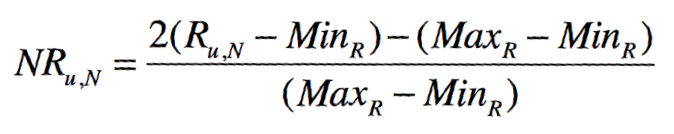 NR_{u,N} = \frac{2(R_{u,N} - Min_R) - (Max_R - Min_R)}{(Max_R - Min_R)}